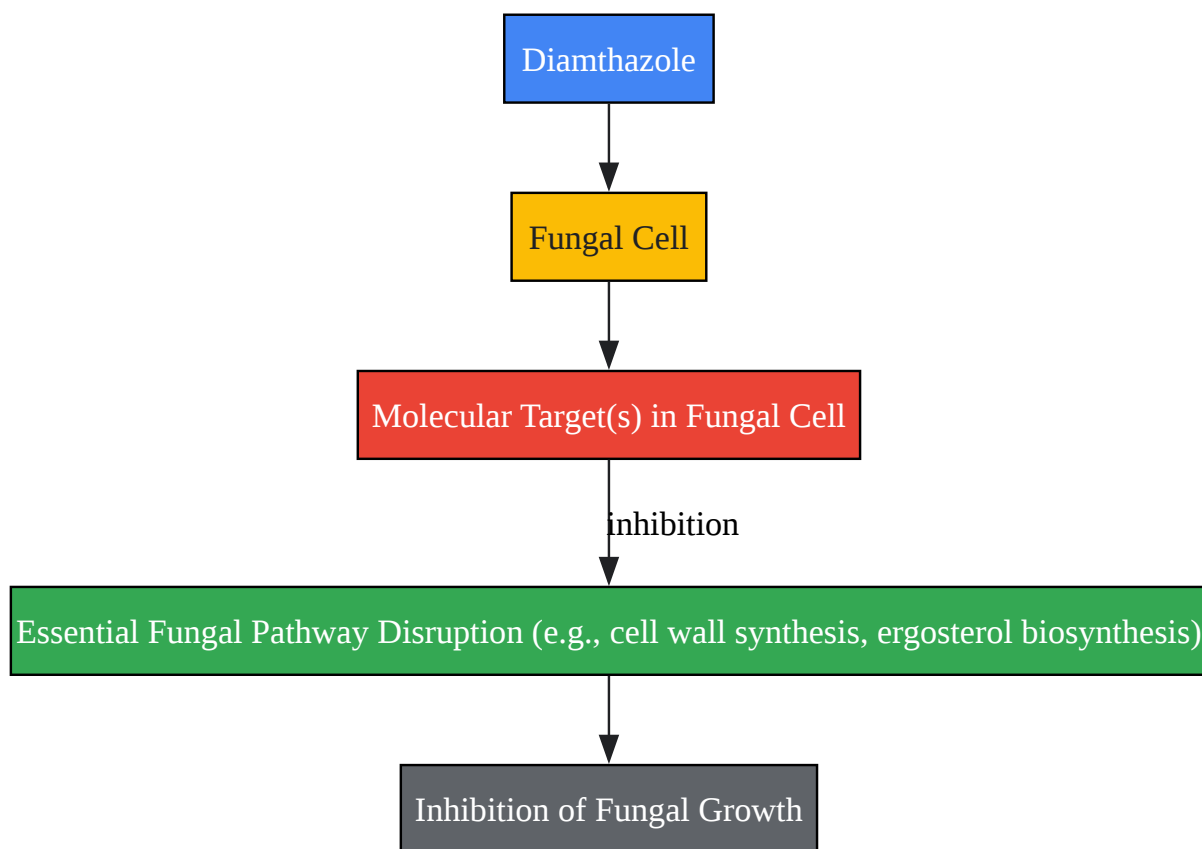 Diamthazole
Fungal Cell
Molecular Target(s) in Fungal Cell
inhibition
Essential Fungal Pathway Disruption (e.g., cell wall synthesis, ergosterol biosynthesis)
Inhibition of Fungal Growth